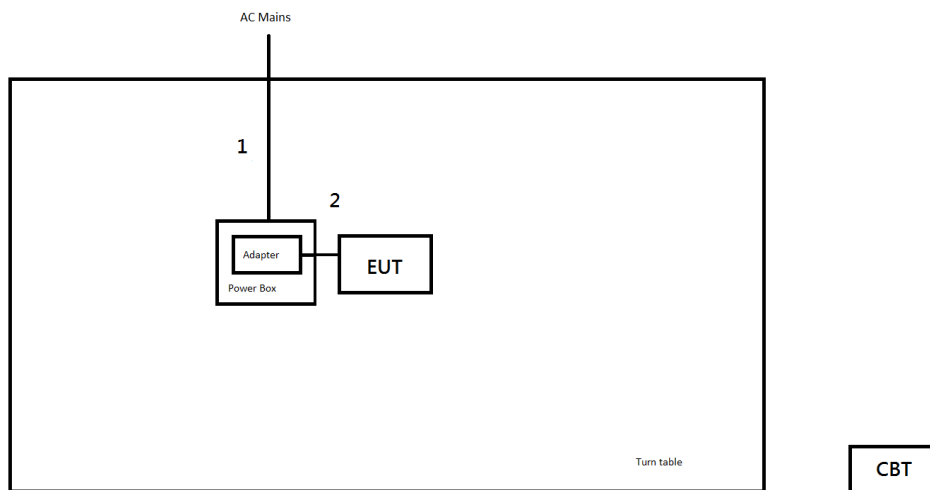 AC Mains
1
2
Adapter
EUT
Power Box
Turn table
CBT